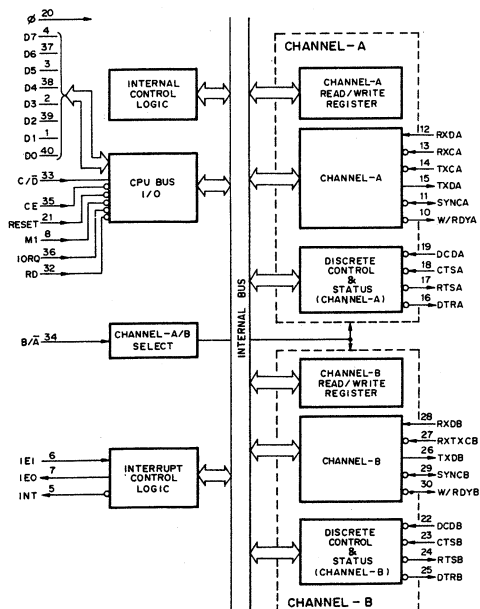 Ø 20
D7 4
D6 37
D5 3
D4 38
D3 2
D2 39
D1 1
D0 40
C/D̅ 33
CE 35
RESET 21
M1 8
IORQ 36
RD 32
B/A̅ 34
IEI 6
IEO 7
INT 5
INTERNAL
CONTROL
LOGIC
CPU BUS
I/O
CHANNEL-A/B
SELECT
INTERRUPT
CONTROL
LOGIC
INTERNAL BUS
CHANNEL-A
CHANNEL-A
READ/WRITE
REGISTER
CHANNEL-A
12 RXDA
13 RXCA
14 TXCA
15 TXDA
11 SYNCA
10 W/RDYA
DISCRETE
CONTROL
&
STATUS
(CHANNEL-A)
19 DCDA
18 CTSA
17 RTSA
16 DTRA
CHANNEL-B
READ/WRITE
REGISTER
CHANNEL-B
28 RXDB
27 RXTXCB
26 TXDB
29 SYNCB
30 W/RDYB
DISCRETE
CONTROL
&
STATUS
(CHANNEL-B)
22 DCDB
23 CTSB
24 RTSB
25 DTRB
CHANNEL-B